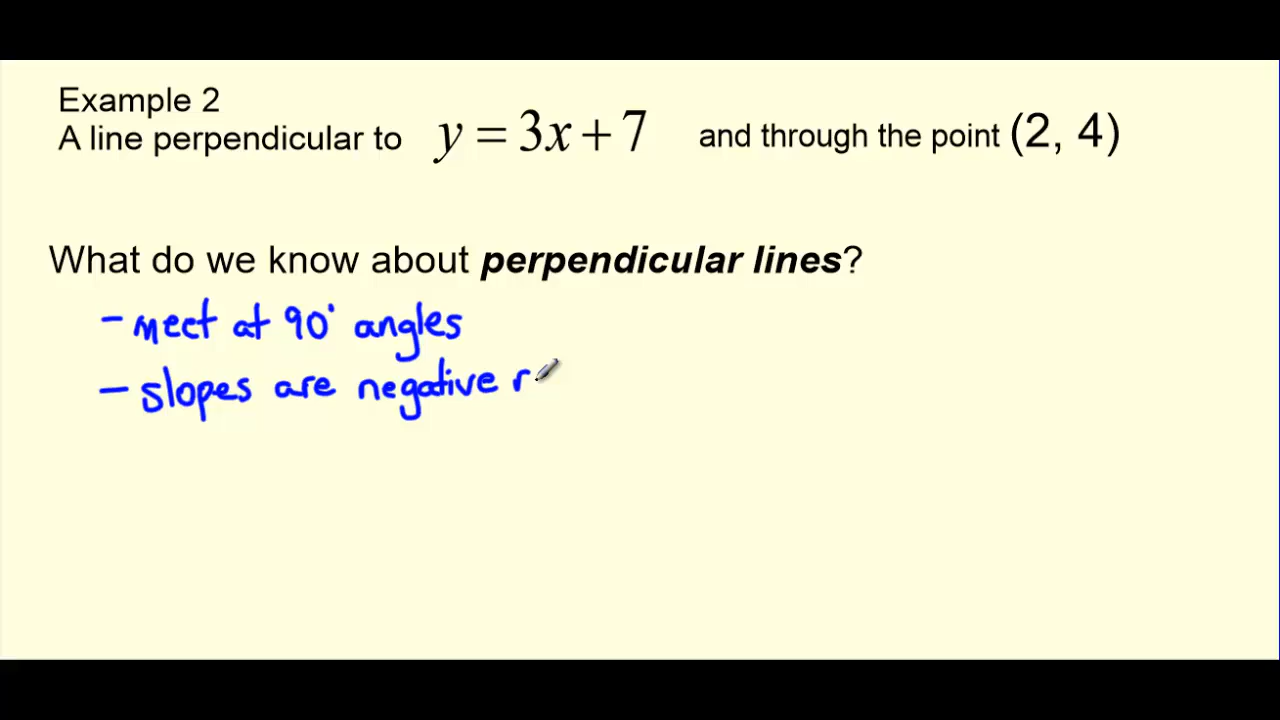 Example 2
A line perpendicular to y = 3x + 7 and through the point (2, 4)
What do we know about perpendicular lines?
- meet at 90° angles
- slopes are negative r